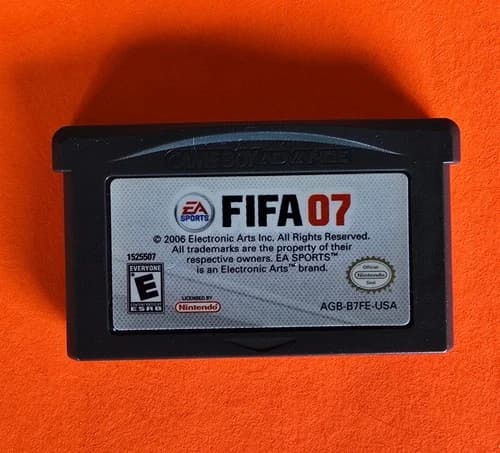 GAME BOY ADVANCE
EA SPORTS FIFA 07
© 2006 Electronic Arts Inc. All Rights Reserved.
All trademarks are the property of their
respective owners. EA SPORTS™
is an Electronic Arts™ brand.
1525507
EVERYONE
E
ESRB
LICENSED BY
Nintendo
Official
Nintendo
Seal
AGB-B7FE-USA